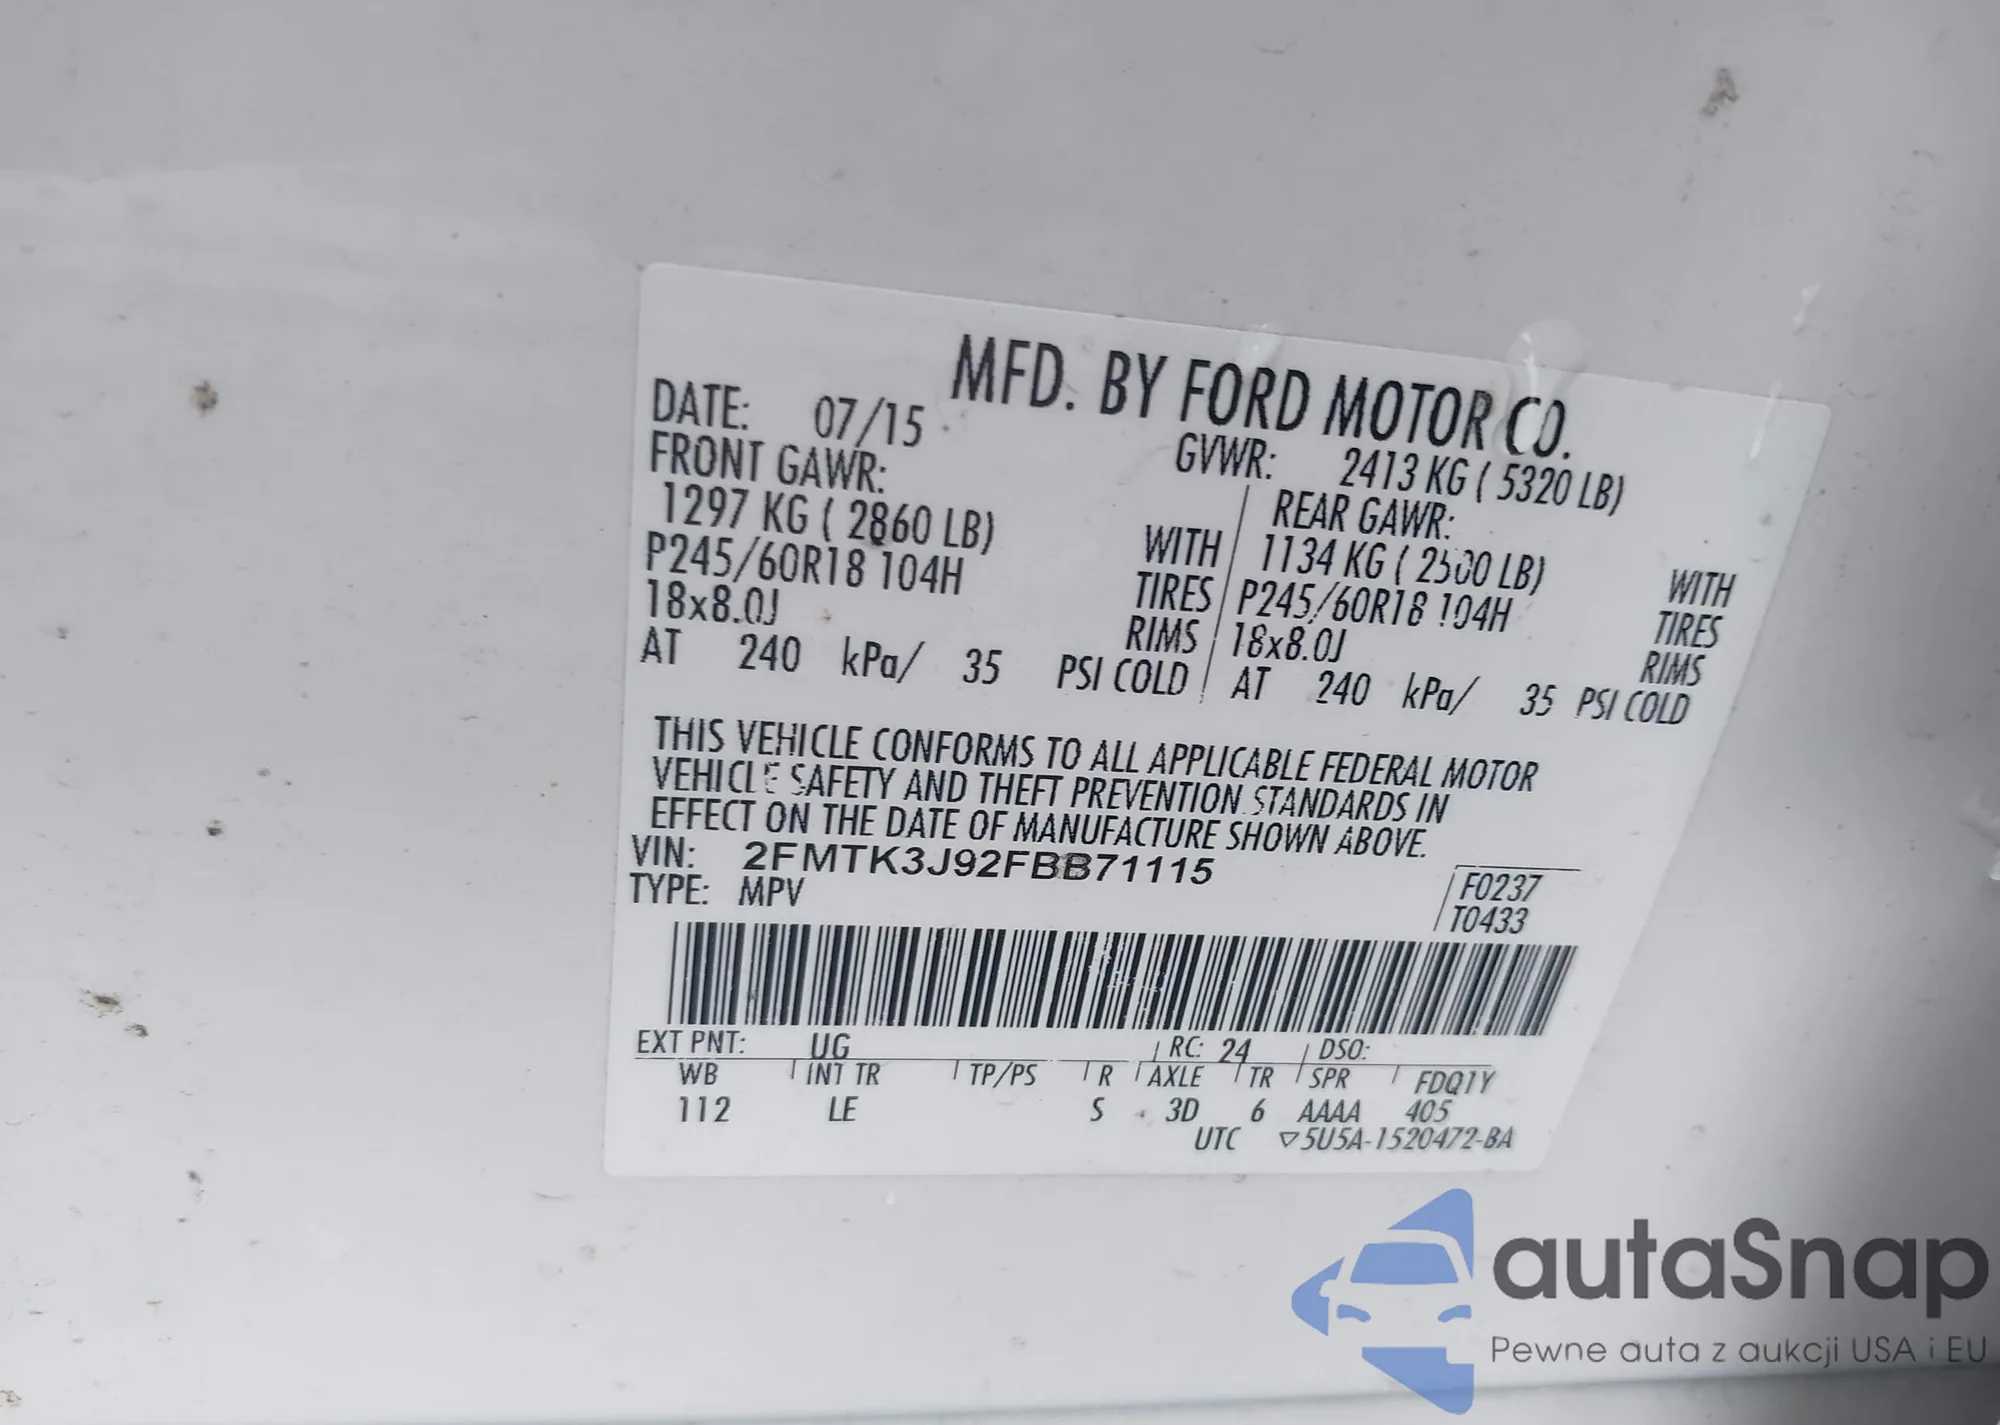 MFD. BY FORD MOTOR CO.
DATE: 07/15 GVWR: 2413 KG ( 5320 LB)
FRONT GAWR: REAR GAWR:
1297 KG ( 2860 LB) WITH 1134 KG ( 2500 LB) WITH
P245/60R18 104H TIRES P245/60R18 104H TIRES
18x8.0J RIMS 18x8.0J RIMS
AT 240 kPa/ 35 PSI COLD AT 240 kPa/ 35 PSI COLD
THIS VEHICLE CONFORMS TO ALL APPLICABLE FEDERAL MOTOR
VEHICLE SAFETY AND THEFT PREVENTION STANDARDS IN
EFFECT ON THE DATE OF MANUFACTURE SHOWN ABOVE.
VIN: 2FMTK3J92FBB71115
TYPE: MPV
F0237
T0433
EXT PNT: UG RC: 24 DSO:
WB INT TR TP/PS R AXLE TR SPR FDQ1Y
112 LE S 3D 6 AAAA 405
UTC ▽5U5A-1520472-BA
autaSnap
Pewne auta z aukcji USA i EU